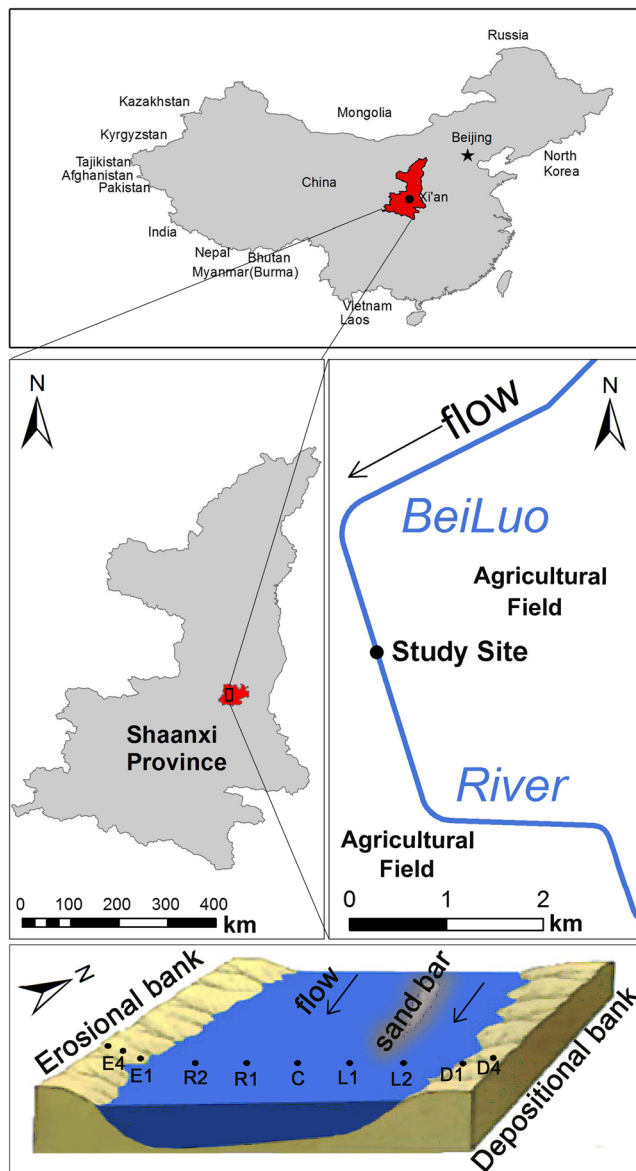 Russia
Kazakhstan
Mongolia
Kyrgyzstan
Beijing
Tajikistan
Afghanistan
Pakistan
North
Korea
China
Xi'an
India
Nepal
Bhutan
Myanmar(Burma)
Vietnam
Laos
N
Shaanxi
Province
0 100 200 300 400
km
N
flow
BeiLuo
Agricultural
Field
Study Site
River
Agricultural
Field
0 1 2
km
N
Erosional bank
flow
sand bar
Depositional bank
E4
E1
R2
R1
C
L1
L2
D1
D4